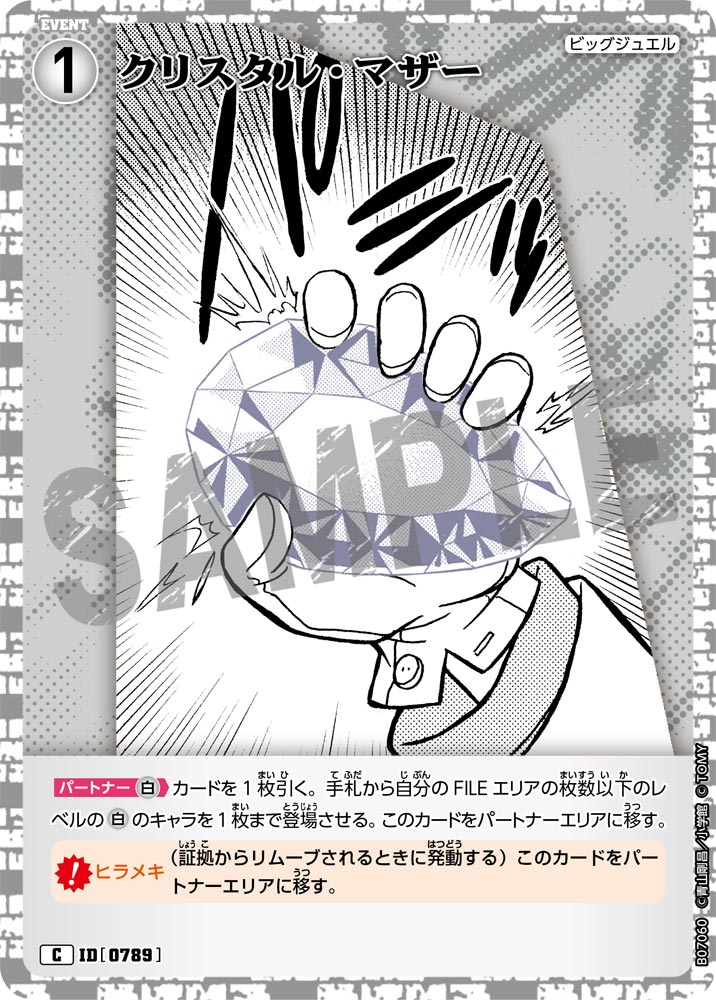 EVENT
1
クリスタル・マザー
ビッグジュエル
パシッ
SAMPLE
パートナー 白 カードを1枚引く。手札から自分のFILEエリアの枚数以下のレ
ベルの 白 のキャラを1枚まで登場させる。このカードをパートナーエリアに移す。
ヒラメキ (証拠からリムーブされるときに発動する) このカードをパー
トナーエリアに移す。
C ID[0789]
B07060 ©青山剛昌/小学館 ©TOMY